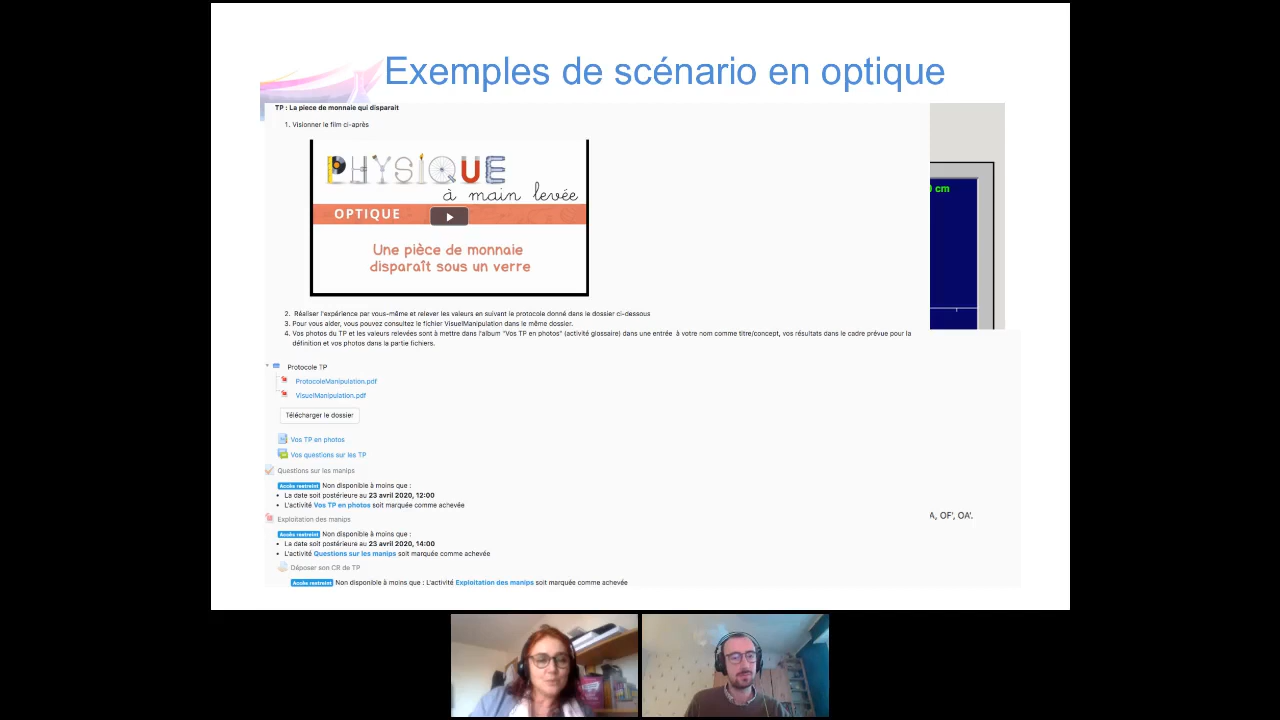 Exemples de scénario en optique
TP : La piece de monnaie qui disparait
1. Visionner le film ci-après
PHYSIQUE
à main levée
OPTIQUE
Une pièce de monnaie
disparaît sous un verre
0 cm
2. Réaliser l'expérience par vous-même et relever les valeurs en suivant le protocole donné dans le dossier ci-dessous
3. Pour vous aider, vous pouvez consultez le fichier VisuelManipulation dans le même dossier.
4. Vos photos du TP et les valeurs relevées sont à mettre dans l'album "Vos TP en photos" (activité glossaire) dans une entrée à votre nom comme titre/concept, vos résultats dans le cadre prévue pour la
définition et vos photos dans la partie fichiers.
Protocole TP
ProtocoleManipulation.pdf
VisuelManipulation.pdf
Télécharger le dossier
Vos TP en photos
Vos questions sur les TP
Questions sur les manips
Accès restreint Non disponible à moins que :
• La date soit postérieure au 23 avril 2020, 12:00
• L'activité Vos TP en photos soit marquée comme achevée
A, OF', OA'.
Exploitation des manips
Accès restreint Non disponible à moins que :
• La date soit postérieure au 23 avril 2020, 14:00
• L'activité Questions sur les manips soit marquée comme achevée
Déposer son CR de TP
Accès restreint Non disponible à moins que : L'activité Exploitation des manips soit marquée comme achevée